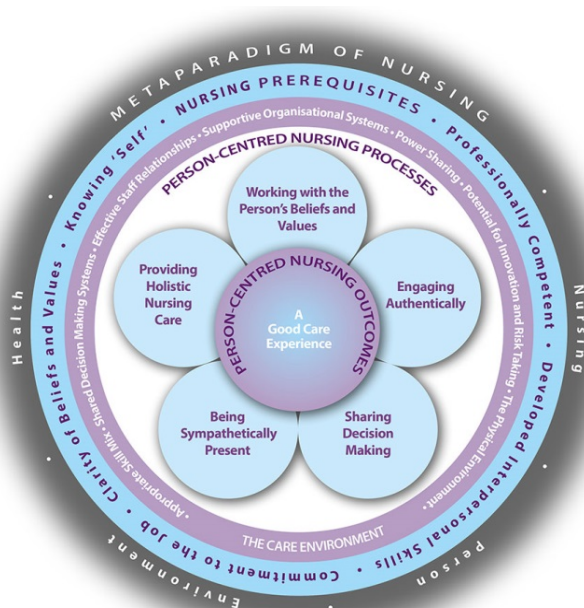 METAPARADIGM OF NURSING
Nursing
Person
Environment
Health
NURSING PREREQUISITES • Professionally Competent • Developed Interpersonal Skills • Commitment to the Job • Clarity of Beliefs and Values • Knowing 'Self' •
THE CARE ENVIRONMENT
• Appropriate Skill Mix • Shared Decision Making Systems • Effective Staff Relationships • Supportive Organisational Systems • Power Sharing • Potential for Innovation and Risk Taking • The Physical Environment •
PERSON-CENTRED NURSING PROCESSES
Working with the
Person's Beliefs and
Values
Engaging
Authentically
Sharing
Decision
Making
Being
Sympathetically
Present
Providing
Holistic
Nursing
Care
PERSON-CENTRED NURSING OUTCOMES
A
Good Care
Experience